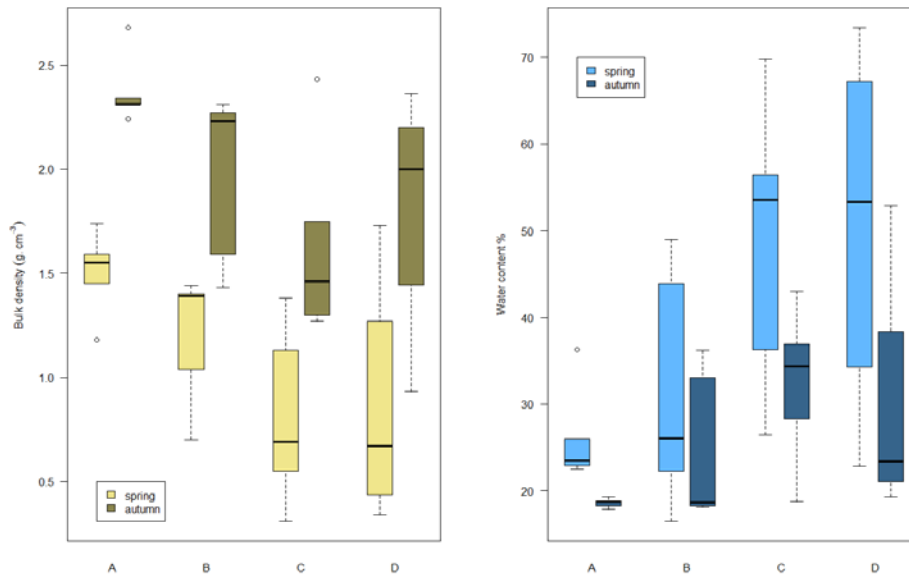 Bulk density (g. cm⁻³)
2.5
2.0
1.5
1.0
0.5
spring
autumn
A B C D
Water content %
70
60
50
40
30
20
spring
autumn
A B C D